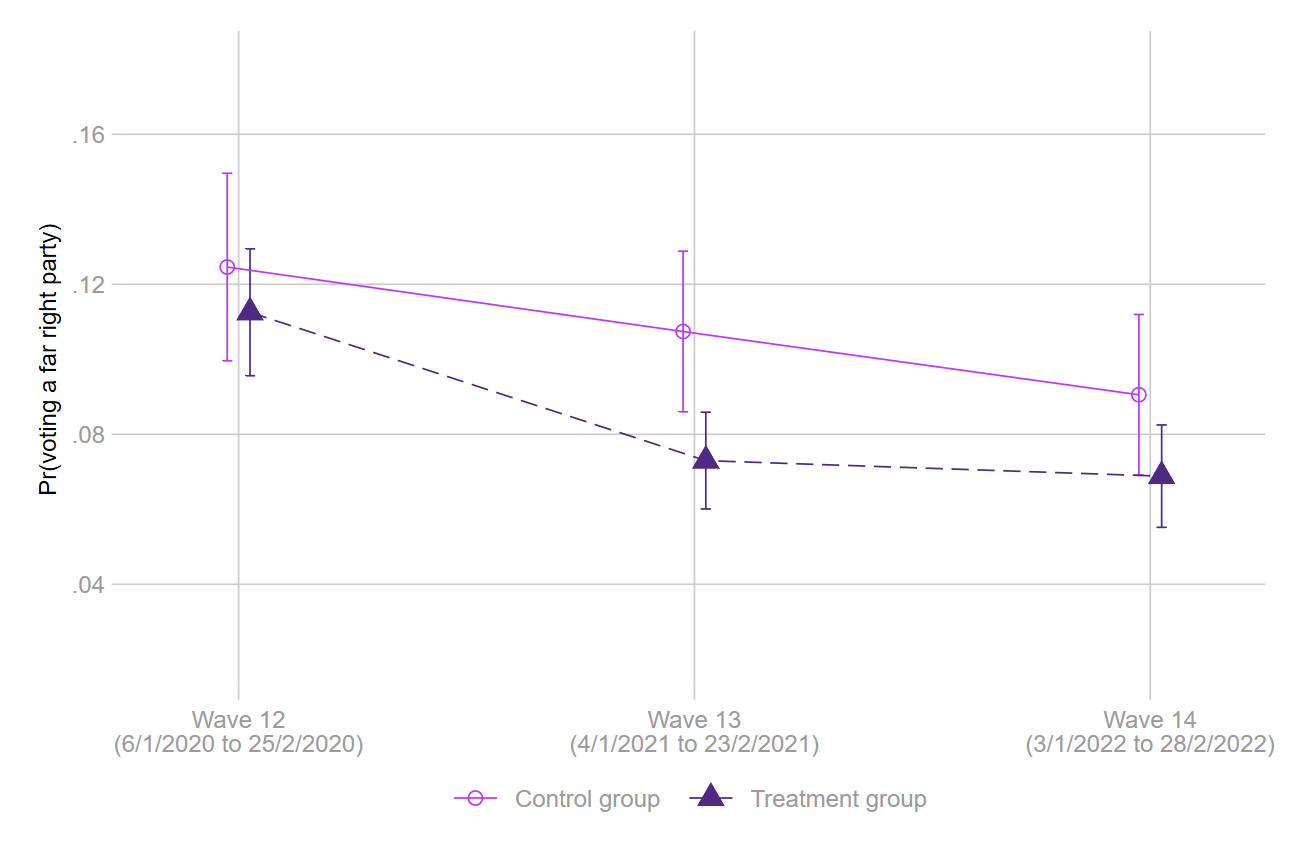 Pr(voting a far right party)
.16
.12
.08
.04
Wave 12
(6/1/2020 to 25/2/2020)
Wave 13
(4/1/2021 to 23/2/2021)
Wave 14
(3/1/2022 to 28/2/2022)
Control group
Treatment group